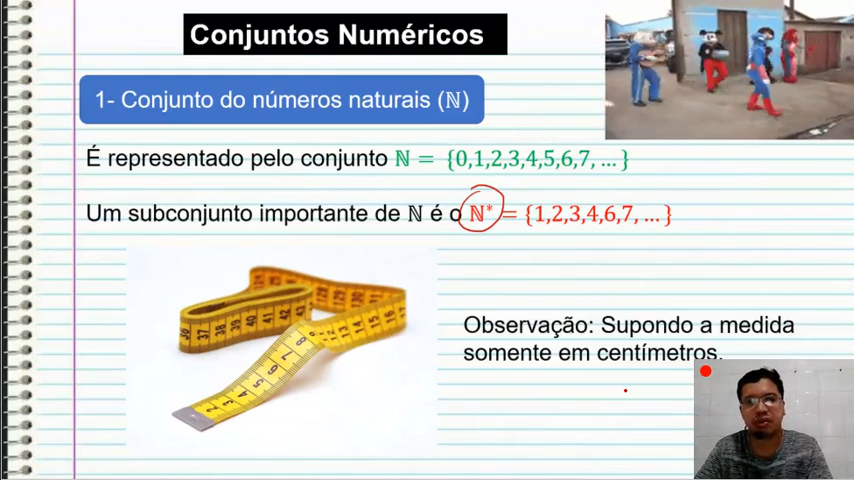 Conjuntos Numéricos
1- Conjunto do números naturais (ℕ)
É representado pelo conjunto ℕ = {0,1,2,3,4,5,6,7, ...}
Um subconjunto importante de ℕ é o ℕ* = {1,2,3,4,6,7, ...}
Observação: Supondo a medida
somente em centímetros.